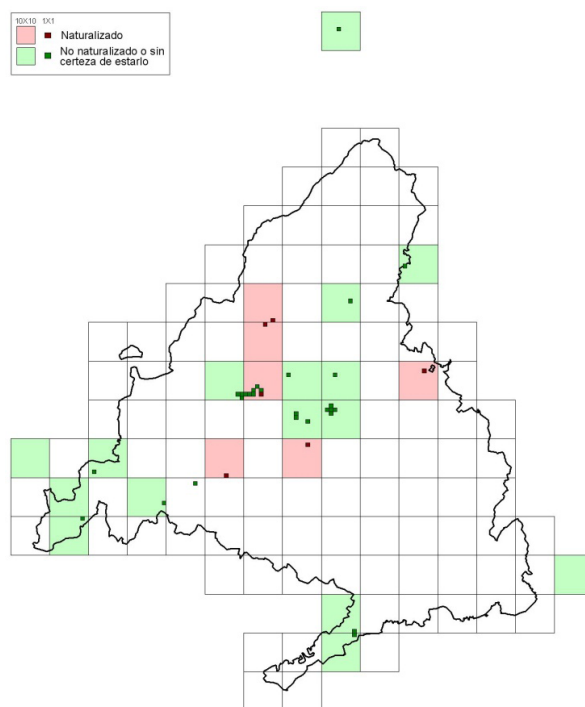 10X10 1X1
Naturalizado
No naturalizado o sin
certeza de estarlo